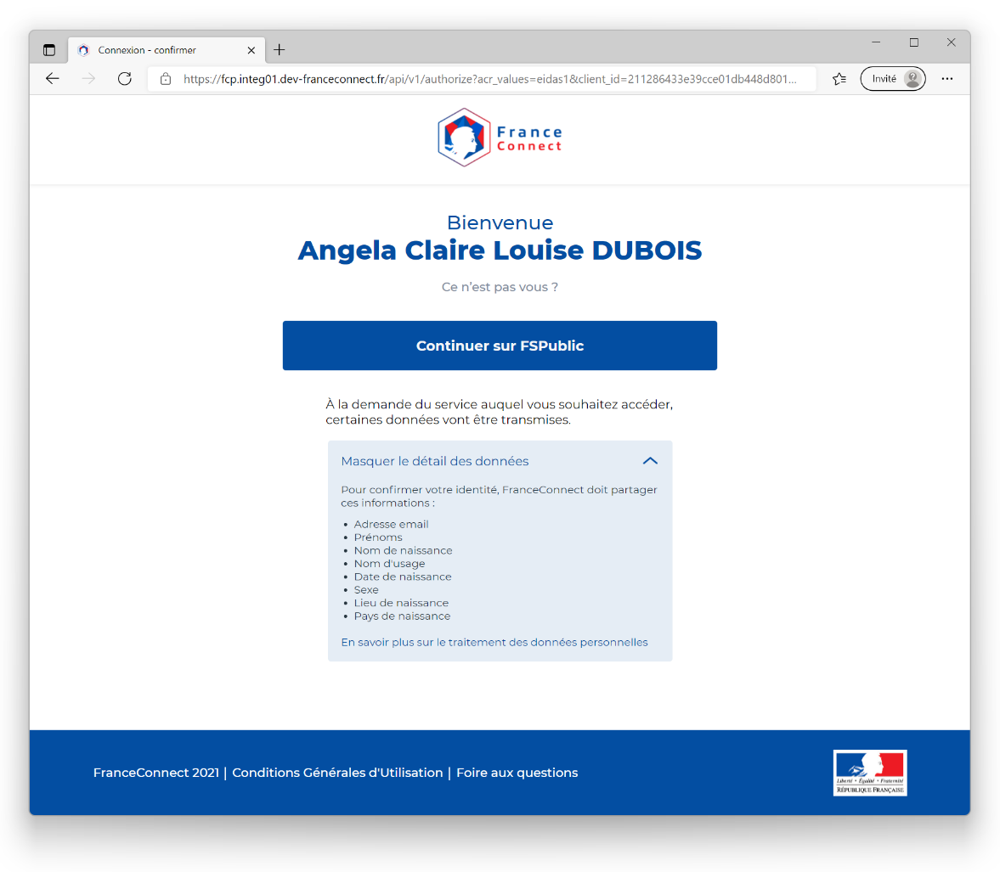 Connexion - confirmer
https://fcp.integ01.dev-franceconnect.fr/api/v1/authorize?acr_values=eidas1&client_id=211286433e39cce01db448d801...
Invité
France
Connect
Bienvenue
Angela Claire Louise DUBOIS
Ce n’est pas vous ?
Continuer sur FSPublic
À la demande du service auquel vous souhaitez accéder,
certaines données vont être transmises.
Masquer le détail des données
Pour confirmer votre identité, FranceConnect doit partager
ces informations :
• Adresse email
• Prénoms
• Nom de naissance
• Nom d'usage
• Date de naissance
• Sexe
• Lieu de naissance
• Pays de naissance
En savoir plus sur le traitement des données personnelles
FranceConnect 2021 | Conditions Générales d'Utilisation | Foire aux questions
Liberté • Égalité • Fraternité
RÉPUBLIQUE FRANÇAISE